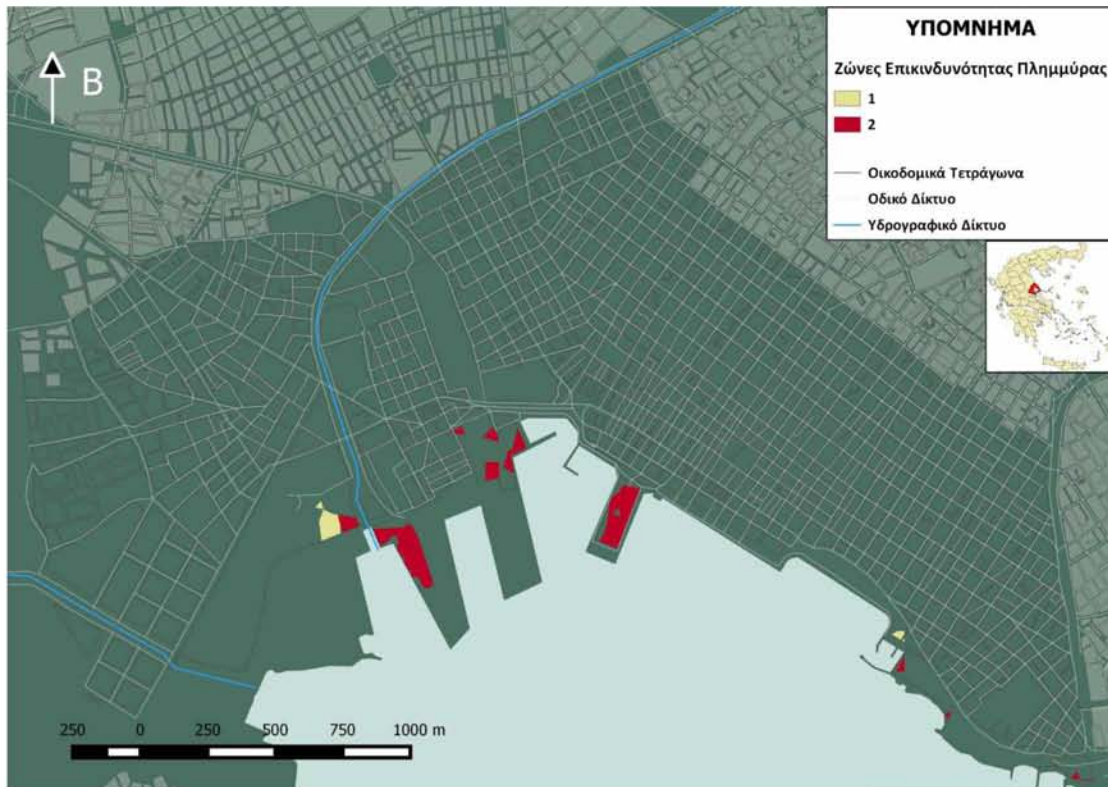 ΥΠΟΜΝΗΜΑ
Ζώνες Επικινδυνότητας Πλημμύρας
1
2
Οικοδομικά Τετράγωνα
Οδικό Δίκτυο
Υδρογραφικό Δίκτυο
Β
250 0 250 500 750 1000 m